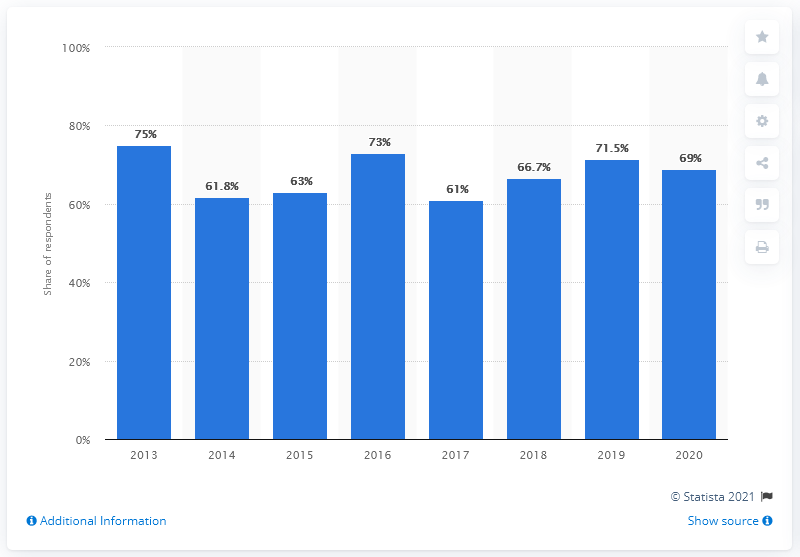 100%
80%
60%
40%
20%
0%
Share of respondents
75%
61.8%
63%
73%
61%
66.7%
71.5%
69%
2013 2014 2015 2016 2017 2018 2019 2020
© Statista 2021
Additional Information
Show source